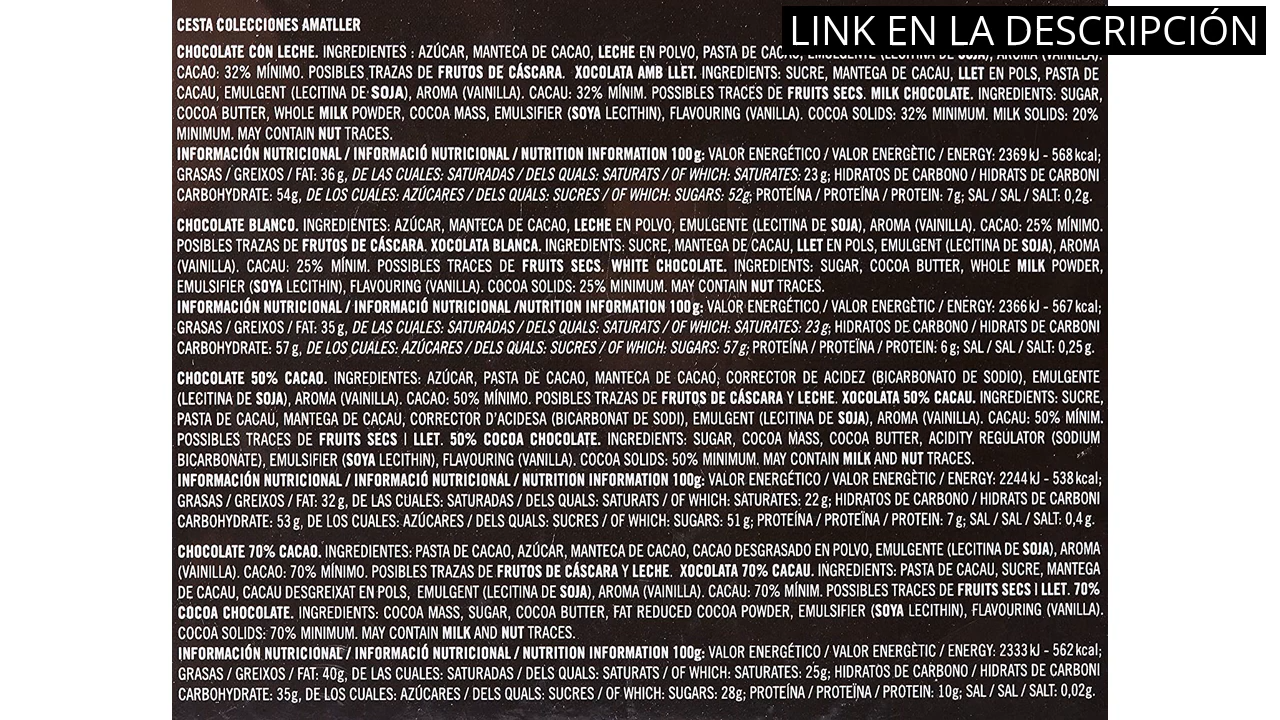 CESTA COLECCIONES AMATLLER
LINK EN LA DESCRIPCIÓN
CHOCOLATE CON LECHE. INGREDIENTES : AZÚCAR, MANTECA DE CACAO, LECHE EN POLVO, PASTA DE
CACAO: 32% MÍNIMO. POSIBLES TRAZAS DE FRUTOS DE CÁSCARA. XOCOLATA AMB LLET. INGREDIENTS: SUCRE, MANTEGA DE CACAU, LLET EN POLS, PASTA DE
CACAU, EMULGENT (LECITINA DE SOJA), AROMA (VAINILLA). CACAU: 32% MÍNIM. POSSIBLES TRACES DE FRUITS SECS. MILK CHOCOLATE. INGREDIENTS: SUGAR,
COCOA BUTTER, WHOLE MILK POWDER, COCOA MASS, EMULSIFIER (SOYA LECITHIN), FLAVOURING (VANILLA). COCOA SOLIDS: 32% MINIMUM. MILK SOLIDS: 20%
MINIMUM. MAY CONTAIN NUT TRACES.
INFORMACIÓN NUTRICIONAL / INFORMACIÓ NUTRICIONAL / NUTRITION INFORMATION 100g: VALOR ENERGÉTICO / VALOR ENERGÈTIC / ENERGY: 2369 kJ - 568 kcal;
GRASAS / GREIXOS / FAT: 36 g, DE LAS CUALES: SATURADAS / DELS QUALS: SATURATS / OF WHICH: SATURATES: 23 g; HIDRATOS DE CARBONO / HIDRATS DE CARBONI
CARBOHYDRATE: 54g, DE LOS CUALES: AZÚCARES / DELS QUALS: SUCRES / OF WHICH: SUGARS: 52g; PROTEÍNA / PROTEÏNA / PROTEIN: 7g; SAL / SAL / SALT: 0,2g.
CHOCOLATE BLANCO. INGREDIENTES: AZÚCAR, MANTECA DE CACAO, LECHE EN POLVO, EMULGENTE (LECITINA DE SOJA), AROMA (VAINILLA). CACAO: 25% MÍNIMO.
POSIBLES TRAZAS DE FRUTOS DE CÁSCARA. XOCOLATA BLANCA. INGREDIENTS: SUCRE, MANTEGA DE CACAU, LLET EN POLS, EMULGENT (LECITINA DE SOJA), AROMA
(VAINILLA). CACAU: 25% MÍNIM. POSSIBLES TRACES DE FRUITS SECS. WHITE CHOCOLATE. INGREDIENTS: SUGAR, COCOA BUTTER, WHOLE MILK POWDER,
EMULSIFIER (SOYA LECITHIN), FLAVOURING (VANILLA). COCOA SOLIDS: 25% MINIMUM. MAY CONTAIN NUT TRACES.
INFORMACIÓN NUTRICIONAL / INFORMACIÓ NUTRICIONAL /NUTRITION INFORMATION 100g: VALOR ENERGÉTICO / VALOR ENERGÈTIC / ENERGY: 2366 kJ - 567 kcal;
GRASAS / GREIXOS / FAT: 35 g, DE LAS CUALES: SATURADAS / DELS QUALS: SATURATS / OF WHICH: SATURATES: 23 g; HIDRATOS DE CARBONO / HIDRATS DE CARBONI
CARBOHYDRATE: 57 g, DE LOS CUALES: AZÚCARES / DELS QUALS: SUCRES / OF WHICH: SUGARS: 57 g; PROTEÍNA / PROTEÏNA / PROTEIN: 6 g; SAL / SAL / SALT: 0,25 g.
CHOCOLATE 50% CACAO. INGREDIENTES: AZÚCAR, PASTA DE CACAO, MANTECA DE CACAO, CORRECTOR DE ACIDEZ (BICARBONATO DE SODIO), EMULGENTE
(LECITINA DE SOJA), AROMA (VAINILLA). CACAO: 50% MÍNIMO. POSIBLES TRAZAS DE FRUTOS DE CÁSCARA Y LECHE. XOCOLATA 50% CACAU. INGREDIENTS: SUCRE,
PASTA DE CACAU, MANTEGA DE CACAU, CORRECTOR D'ACIDESA (BICARBONAT DE SODI), EMULGENT (LECITINA DE SOJA), AROMA (VAINILLA). CACAU: 50% MÍNIM.
POSSIBLES TRACES DE FRUITS SECS I LLET. 50% COCOA CHOCOLATE. INGREDIENTS: SUGAR, COCOA MASS, COCOA BUTTER, ACIDITY REGULATOR (SODIUM
BICARBONATE), EMULSIFIER (SOYA LECITHIN), FLAVOURING (VANILLA). COCOA SOLIDS: 50% MINIMUM. MAY CONTAIN MILK AND NUT TRACES.
INFORMACIÓN NUTRICIONAL / INFORMACIÓ NUTRICIONAL / NUTRITION INFORMATION 100g: VALOR ENERGÉTICO / VALOR ENERGÈTIC / ENERGY: 2244 kJ - 538 kcal;
GRASAS / GREIXOS / FAT: 32 g, DE LAS CUALES: SATURADAS / DELS QUALS: SATURATS / OF WHICH: SATURATES: 22 g; HIDRATOS DE CARBONO / HIDRATS DE CARBONI
CARBOHYDRATE: 53 g, DE LOS CUALES: AZÚCARES / DELS QUALS: SUCRES / OF WHICH: SUGARS: 51 g; PROTEÍNA / PROTEÏNA / PROTEIN: 7 g; SAL / SAL / SALT: 0,4 g.
CHOCOLATE 70% CACAO. INGREDIENTES: PASTA DE CACAO, AZÚCAR, MANTECA DE CACAO, CACAO DESGRASADO EN POLVO, EMULGENTE (LECITINA DE SOJA), AROMA
(VAINILLA). CACAO: 70% MÍNIMO. POSIBLES TRAZAS DE FRUTOS DE CÁSCARA Y LECHE. XOCOLATA 70% CACAU. INGREDIENTS: PASTA DE CACAU, SUCRE, MANTEGA
DE CACAU, CACAU DESGREIXAT EN POLS, EMULGENT (LECITINA DE SOJA), AROMA (VAINILLA). CACAU: 70% MÍNIM. POSSIBLES TRACES DE FRUITS SECS I LLET. 70%
COCOA CHOCOLATE. INGREDIENTS: COCOA MASS, SUGAR, COCOA BUTTER, FAT REDUCED COCOA POWDER, EMULSIFIER (SOYA LECITHIN), FLAVOURING (VANILLA).
COCOA SOLIDS: 70% MINIMUM. MAY CONTAIN MILK AND NUT TRACES.
INFORMACIÓN NUTRICIONAL / INFORMACIÓ NUTRICIONAL / NUTRITION INFORMATION 100g: VALOR ENERGÉTICO / VALOR ENERGÈTIC / ENERGY: 2333 kJ - 562 kcal;
GRASAS / GREIXOS / FAT: 40g, DE LAS CUALES: SATURADAS / DELS QUALS: SATURATS / OF WHICH: SATURATES: 25g; HIDRATOS DE CARBONO / HIDRATS DE CARBONI
CARBOHYDRATE: 35g, DE LOS CUALES: AZÚCARES / DELS QUALS: SUCRES / OF WHICH: SUGARS: 28g; PROTEÍNA / PROTEÏNA / PROTEIN: 10g; SAL / SAL / SALT: 0,02g.